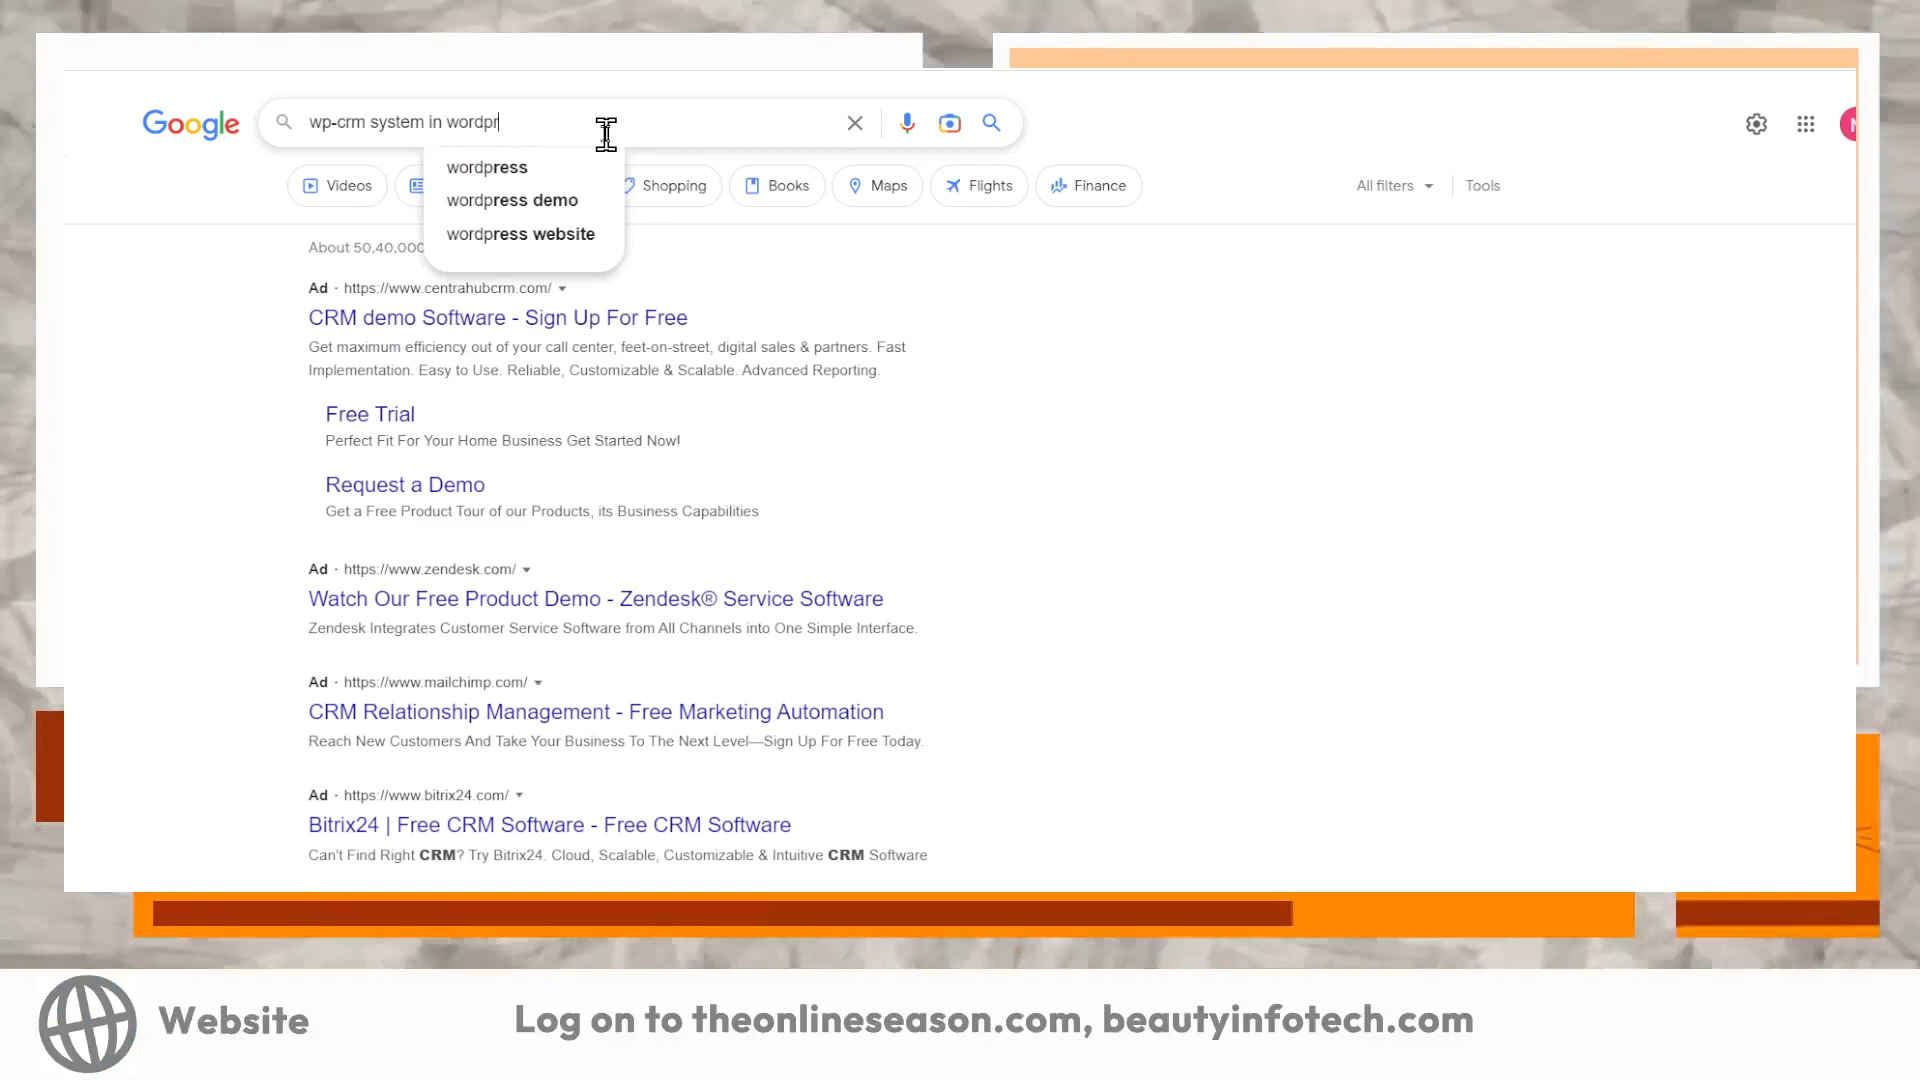 Google
wp-crm system in wordpr
wordpress
wordpress demo
wordpress website
Videos
Shopping
Books
Maps
Flights
Finance
All filters
Tools
About 50,40,000
Ad · https://www.centrahubcrm.com/
CRM demo Software - Sign Up For Free
Get maximum efficiency out of your call center, feet-on-street, digital sales & partners. Fast
Implementation. Easy to Use. Reliable, Customizable & Scalable. Advanced Reporting.
Free Trial
Perfect Fit For Your Home Business Get Started Now!
Request a Demo
Get a Free Product Tour of our Products, its Business Capabilities
Ad · https://www.zendesk.com/
Watch Our Free Product Demo - Zendesk® Service Software
Zendesk Integrates Customer Service Software from All Channels into One Simple Interface.
Ad · https://www.mailchimp.com/
CRM Relationship Management - Free Marketing Automation
Reach New Customers And Take Your Business To The Next Level—Sign Up For Free Today.
Ad · https://www.bitrix24.com/
Bitrix24 | Free CRM Software - Free CRM Software
Can't Find Right CRM? Try Bitrix24. Cloud, Scalable, Customizable & Intuitive CRM Software
Website
Log on to theonlineseason.com, beautyinfotech.com